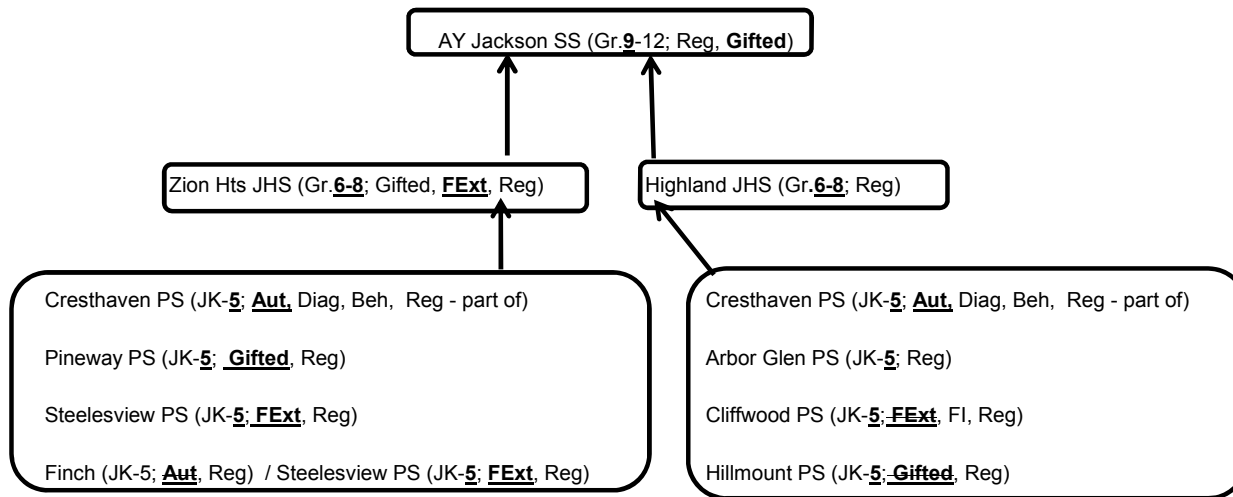 AY Jackson SS (Gr.9-12; Reg, Gifted)
Zion Hts JHS (Gr.6-8; Gifted, FExt, Reg)
Highland JHS (Gr.6-8; Reg)
Cresthaven PS (JK-5; Aut, Diag, Beh, Reg - part of)
Pineway PS (JK-5; Gifted, Reg)
Steelesview PS (JK-5; FExt, Reg)
Finch (JK-5; Aut, Reg) / Steelesview PS (JK-5; FExt, Reg)
Cresthaven PS (JK-5; Aut, Diag, Beh, Reg - part of)
Arbor Glen PS (JK-5; Reg)
Cliffwood PS (JK-5; FExt, FI, Reg)
Hillmount PS (JK-5; Gifted, Reg)